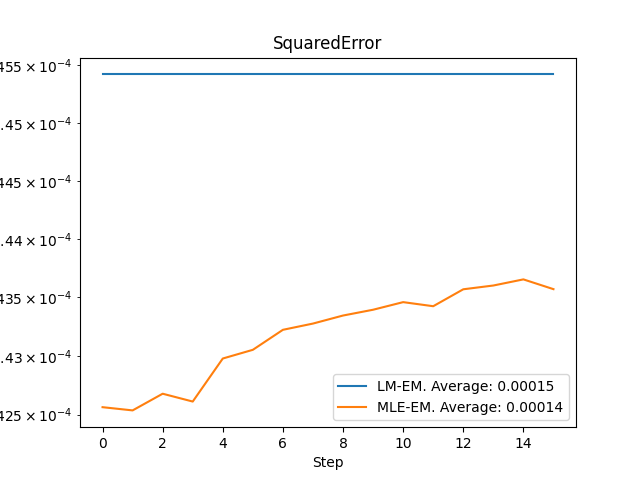 SquaredError
455 × 10⁻⁴
.45 × 10⁻⁴
445 × 10⁻⁴
.44 × 10⁻⁴
435 × 10⁻⁴
.43 × 10⁻⁴
425 × 10⁻⁴
LM-EM. Average: 0.00015
MLE-EM. Average: 0.00014
0 2 4 6 8 10 12 14
Step